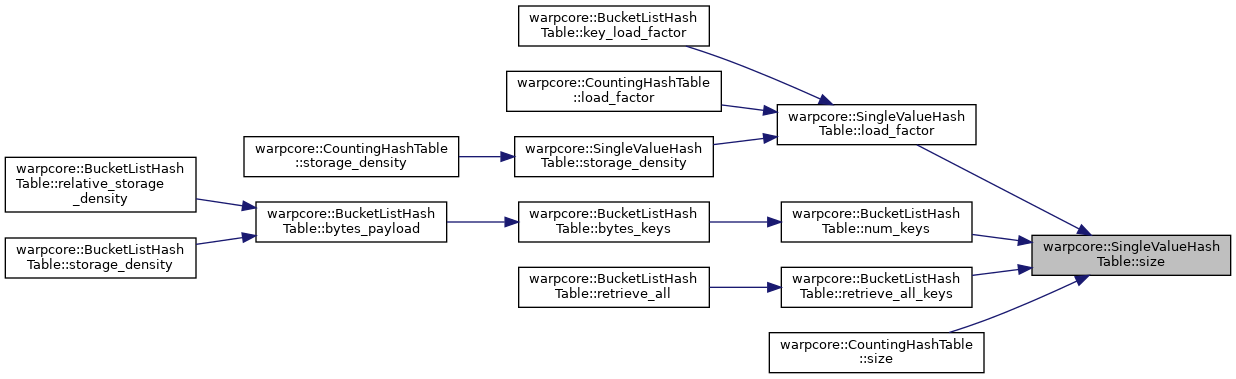 warpcore::BucketListHash
Table::key_load_factor
warpcore::CountingHashTable
::load_factor
warpcore::SingleValueHash
Table::load_factor
warpcore::CountingHashTable
::storage_density
warpcore::SingleValueHash
Table::storage_density
warpcore::BucketListHash
Table::relative_storage
_density
warpcore::BucketListHash
Table::bytes_payload
warpcore::BucketListHash
Table::bytes_keys
warpcore::BucketListHash
Table::num_keys
warpcore::SingleValueHash
Table::size
warpcore::BucketListHash
Table::storage_density
warpcore::BucketListHash
Table::retrieve_all
warpcore::BucketListHash
Table::retrieve_all_keys
warpcore::CountingHashTable
::size